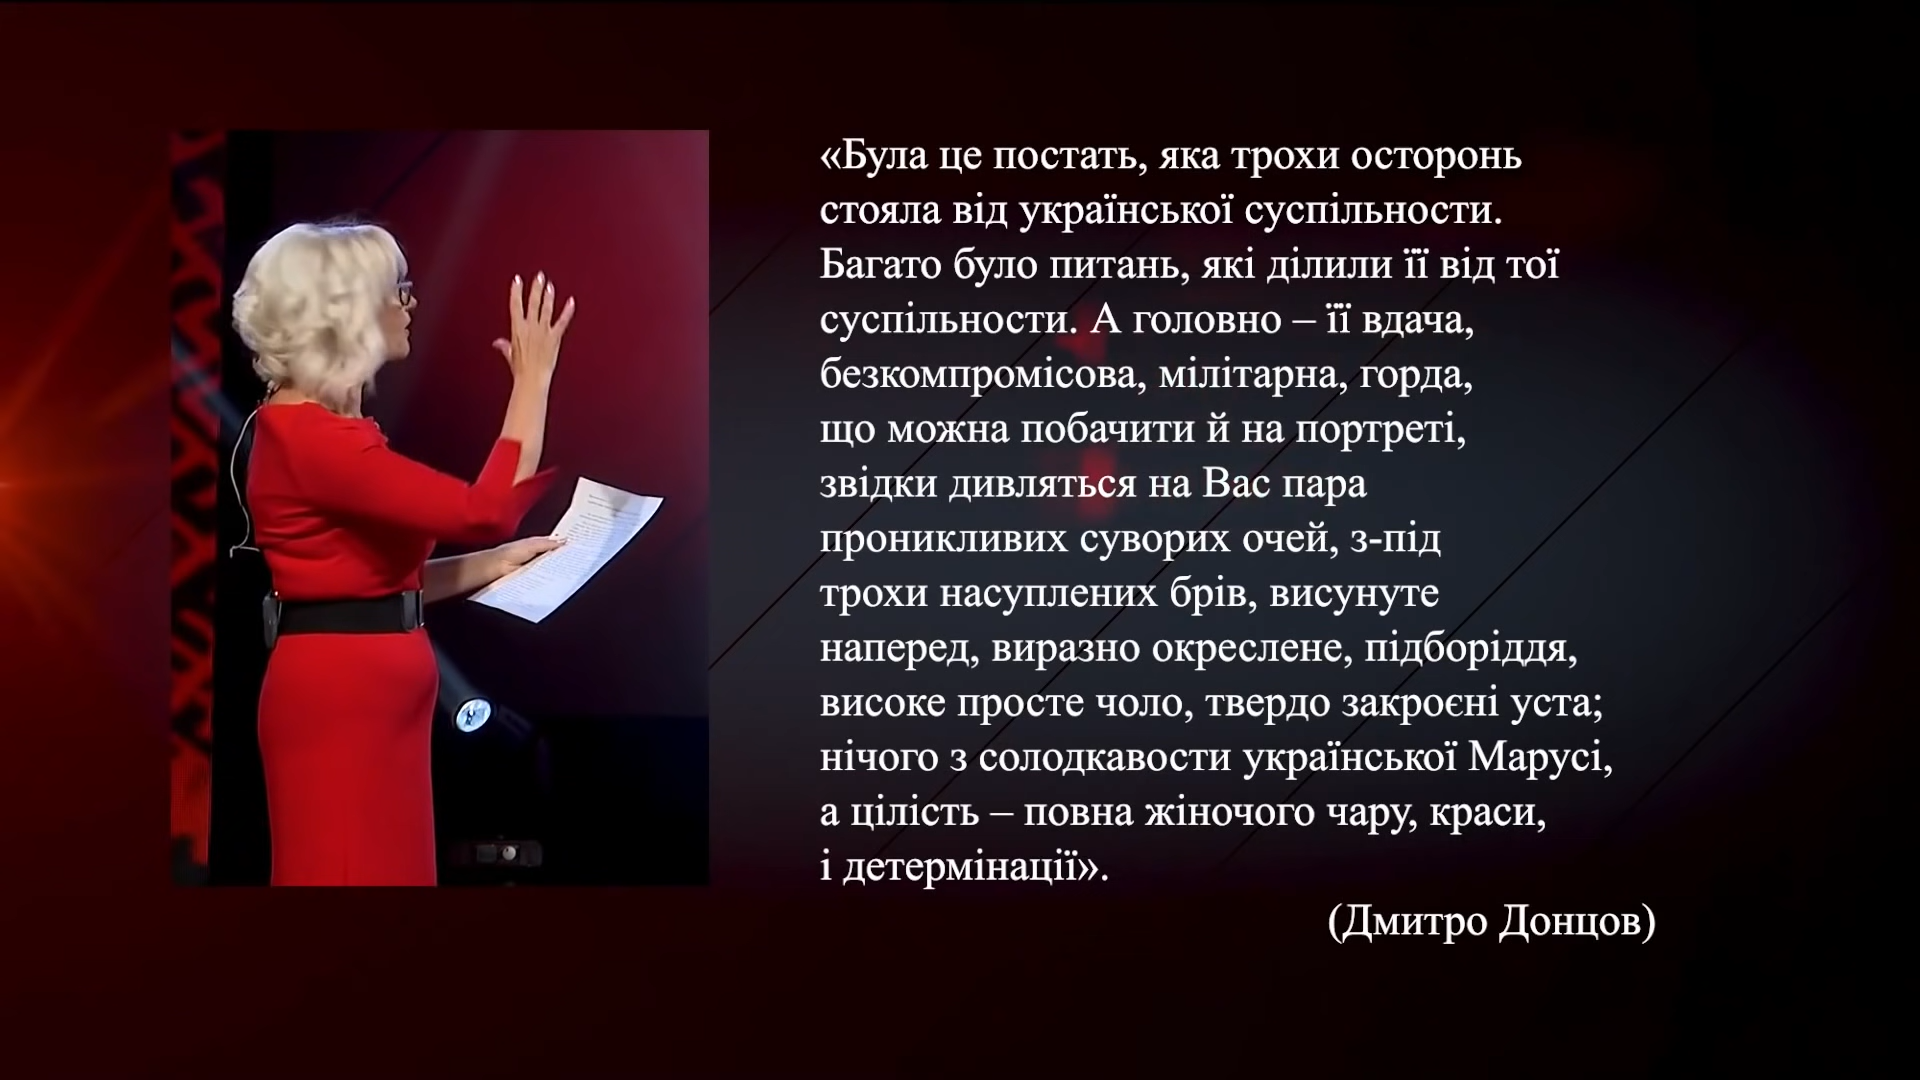 «Була це постать, яка трохи осторонь
стояла від української суспільности.
Багато було питань, які ділили її від тої
суспільности. А головно – її вдача,
безкомпромісова, мілітарна, горда,
що можна побачити й на портреті,
звідки дивляться на Вас пара
проникливих суворих очей, з-під
трохи насуплених брів, висунуте
наперед, виразно окреслене, підборіддя,
високе просте чоло, твердо закроєні уста;
нічого з солодкавости української Марусі,
а цілість – повна жіночого чару, краси,
і детермінації».
(Дмитро Донцов)